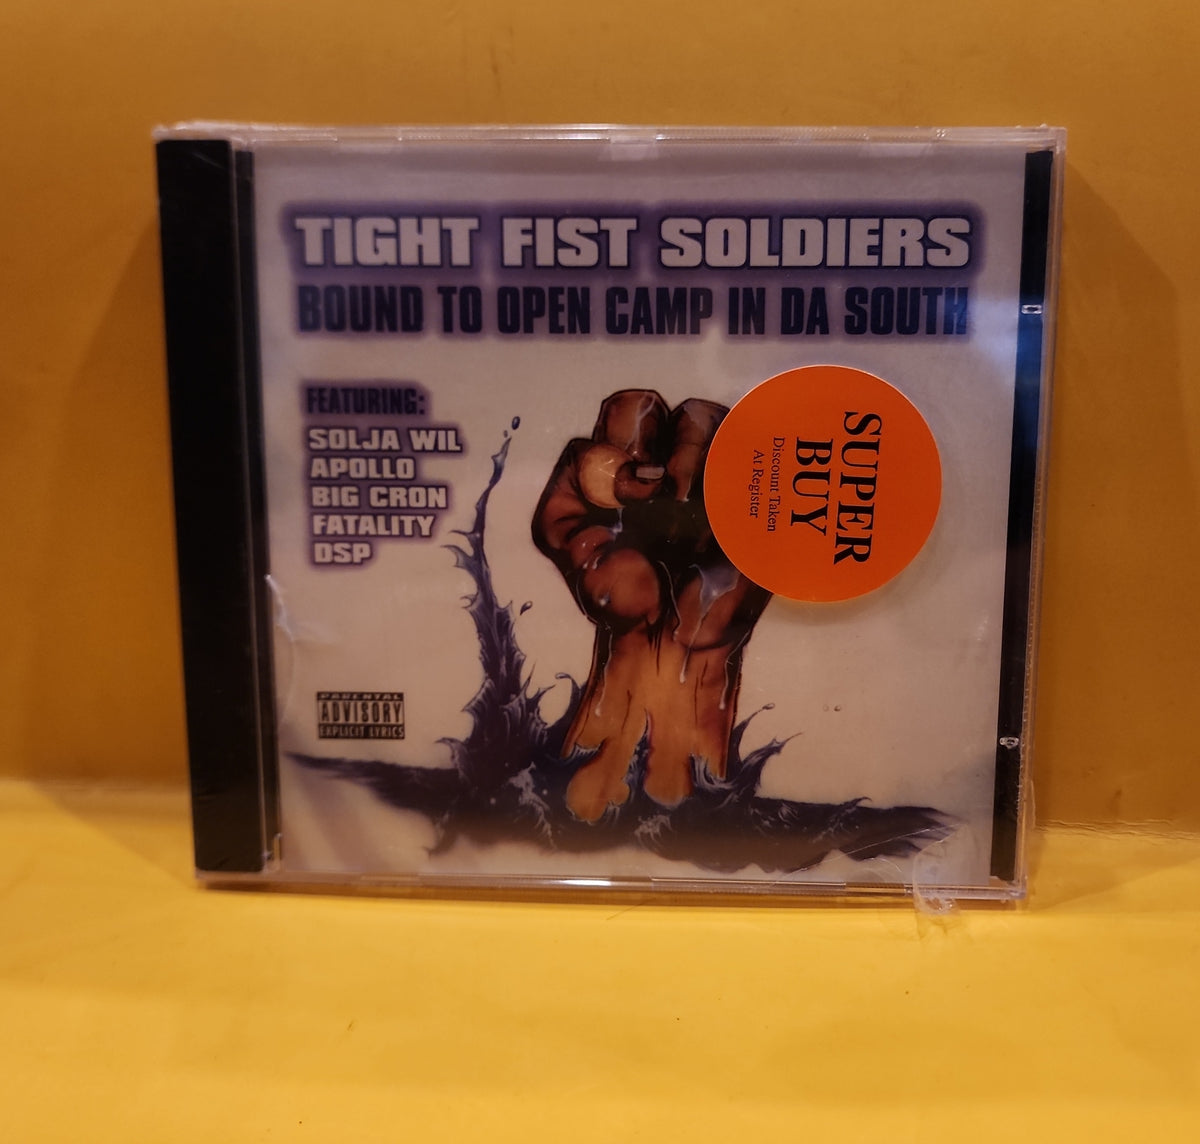 TIGHT FIST SOLDIERS
BOUND TO OPEN CAMP IN DA SOUTH
FEATURING:
SOLJA WIL
APOLLO
BIG CRON
FATALITY
DSP
SUPER
BUY
Discount Taken
At Register
PARENTAL
ADVISORY
EXPLICIT LYRICS